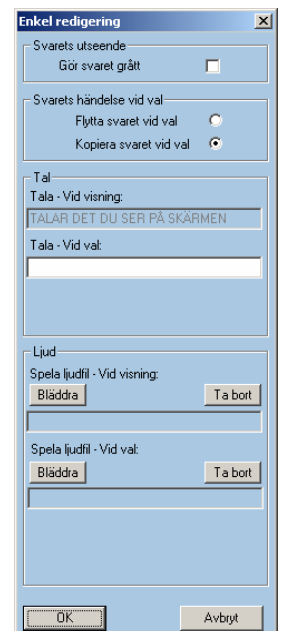 Enkel redigering
Svarets utseende
Gör svaret grått
Svarets händelse vid val
Flytta svaret vid val
Kopiera svaret vid val
Tal
Tala - Vid visning:
TALAR DET DU SER PÅ SKÄRMEN
Tala - Vid val:
Ljud
Spela ljudfil - Vid visning:
Bläddra Ta bort
Spela ljudfil - Vid val:
Bläddra Ta bort
OK Avbryt